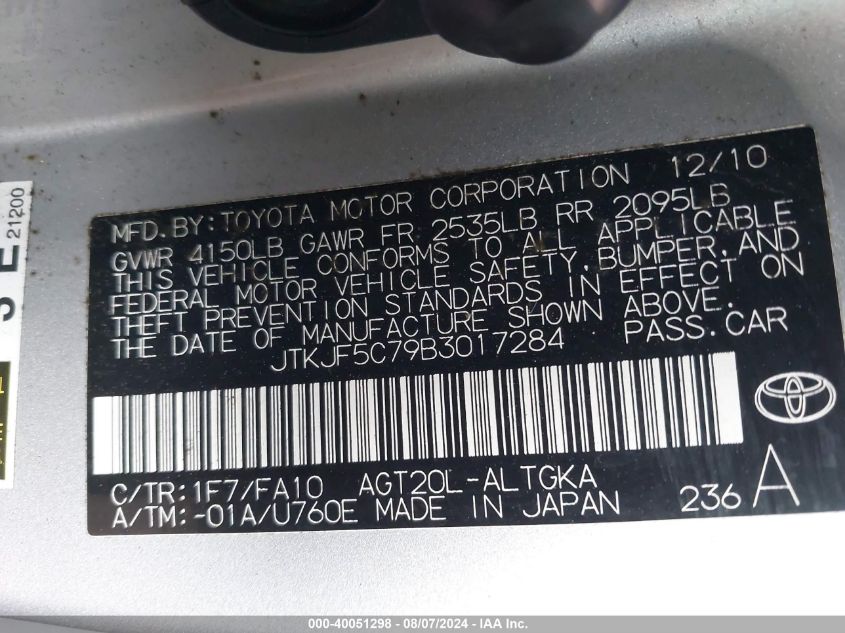 MFD.BY:TOYOTA MOTOR CORPORATION 12/10
GVWR 4150LB GAWR FR 2535LB RR 2095LB
THIS VEHICLE CONFORMS TO ALL APPLICABLE
FEDERAL MOTOR VEHICLE SAFETY,BUMPER,AND
THEFT PREVENTION STANDARDS IN EFFECT ON
THE DATE OF MANUFACTURE SHOWN ABOVE.
JTKJF5C79B3017284 PASS.CAR
C/TR:1F7/FA10 AGT20L-ALTGKA
A/TM:-01A/U760E MADE IN JAPAN 236 A
21200
000-40051298 - 08/07/2024 - IAA Inc.